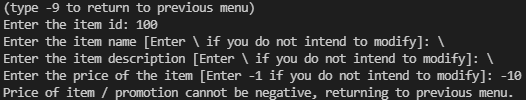 (type -9 to return to previous menu)
Enter the item id: 100
Enter the item name [Enter \ if you do not intend to modify]: \
Enter the item description [Enter \ if you do not intend to modify]: \
Enter the price of the item [Enter -1 if you do not intend to modify]: -10
Price of item / promotion cannot be negative, returning to previous menu.